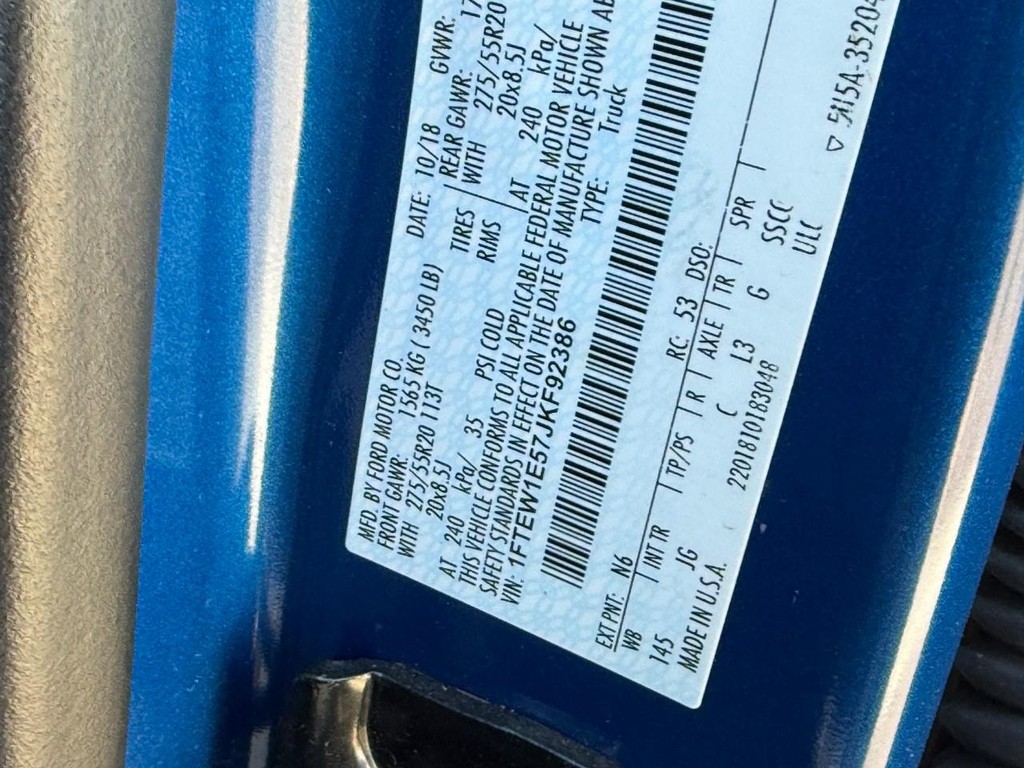 MFD. BY FORD MOTOR CO.
DATE: 10/18 GVWR:
FRONT GAWR: 1565 KG ( 3450 LB) REAR GAWR: 17
WITH 275/55R20 113T TIRES WITH 275/55R20
20x8.5J RIMS 20x8.5J
AT 240 kPa/ 35 PSI COLD AT 240 kPa/
THIS VEHICLE CONFORMS TO ALL APPLICABLE FEDERAL MOTOR VEHICLE
SAFETY STANDARDS IN EFFECT ON THE DATE OF MANUFACTURE SHOWN AB
VIN: 1FTEW1E57JKF92386 TYPE: Truck
EXT PNT: N6 RC: 53 DSO:
WB INT TR TP/PS R AXLE TR SPR
145 JG C L3 G SSCC
MADE IN U.S.A. 2201810183048 ULC